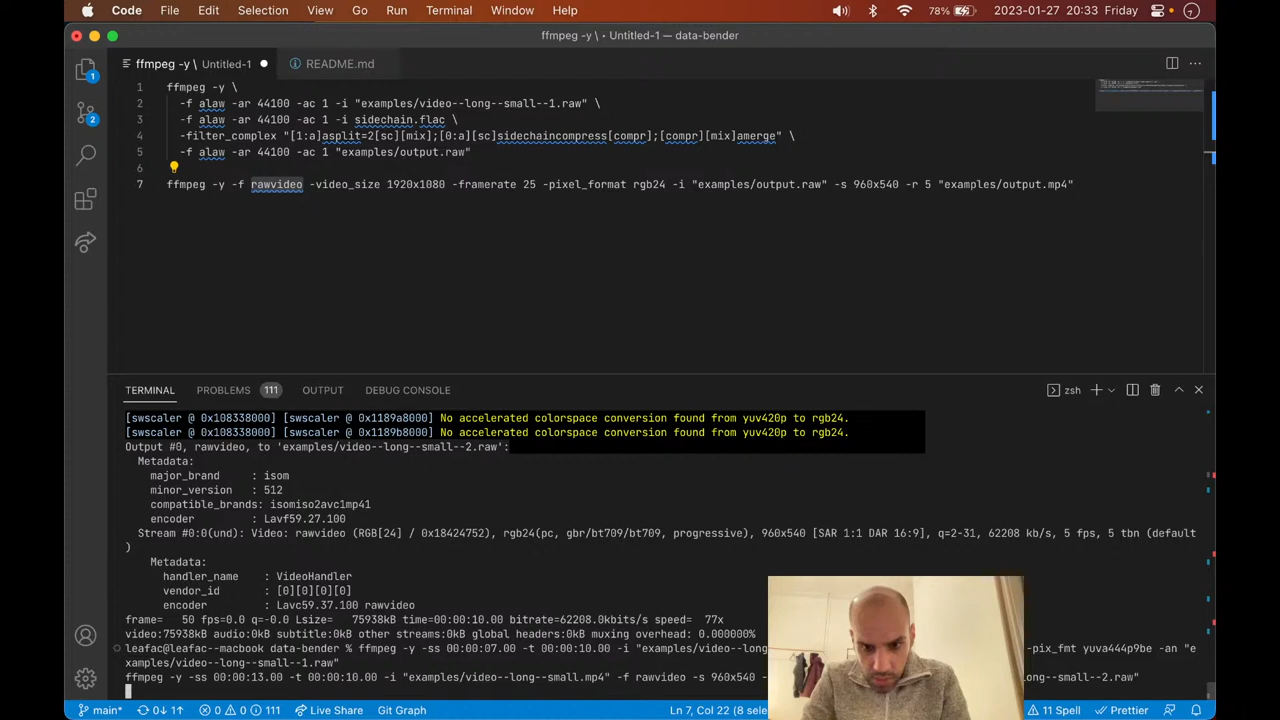 Code File Edit Selection View Go Run Terminal Window Help 78% 2023-01-27 20:33 Friday
ffmpeg -y \ • Untitled-1 — data-bender
ffmpeg -y \ Untitled-1 README.md
1 ffmpeg -y \
2 -f alaw -ar 44100 -ac 1 -i "examples/video--long--small--1.raw" \
3 -f alaw -ar 44100 -ac 1 -i sidechain.flac \
4 -filter_complex "[1:a]asplit=2[sc][mix];[0:a][sc]sidechaincompress[compr];[compr][mix]amerge" \
5 -f alaw -ar 44100 -ac 1 "examples/output.raw"
6
7 ffmpeg -y -f rawvideo -video_size 1920x1080 -framerate 25 -pixel_format rgb24 -i "examples/output.raw" -s 960x540 -r 5 "examples/output.mp4"
TERMINAL PROBLEMS 111 OUTPUT DEBUG CONSOLE zsh
[swscaler @ 0x108338000] [swscaler @ 0x1189a8000] No accelerated colorspace conversion found from yuv420p to rgb24.
[swscaler @ 0x108338000] [swscaler @ 0x1189b8000] No accelerated colorspace conversion found from yuv420p to rgb24.
Output #0, rawvideo, to 'examples/video--long--small--2.raw':
Metadata:
major_brand : isom
minor_version : 512
compatible_brands: isomiso2avc1mp41
encoder : Lavf59.27.100
Stream #0:0(und): Video: rawvideo (RGB[24] / 0x18424752), rgb24(pc, gbr/bt709/bt709, progressive), 960x540 [SAR 1:1 DAR 16:9], q=2-31, 62208 kb/s, 5 fps, 5 tbn (default
)
Metadata:
handler_name : VideoHandler
vendor_id : [0][0][0][0]
encoder : Lavc59.37.100 rawvideo
frame= 50 fps=0.0 q=-0.0 Lsize= 75938kB time=00:00:10.00 bitrate=62208.0kbits/s speed= 77x
video:75938kB audio:0kB subtitle:0kB other streams:0kB global headers:0kB muxing overhead: 0.000000%
leafac@leafac--macbook data-bender % ffmpeg -y -ss 00:00:07.00 -t 00:00:10.00 -i "examples/video--long -pix_fmt yuva444p9be -an "e
xamples/video--long--small--1.raw"
ffmpeg -y -ss 00:00:13.00 -t 00:00:10.00 -i "examples/video--long--small.mp4" -f rawvideo -s 960x540 long--small--2.raw"
main* 0↓ 1↑ 0 0 111 Live Share Git Graph Ln 7, Col 22 (8 sele 11 Spell Prettier
1
2